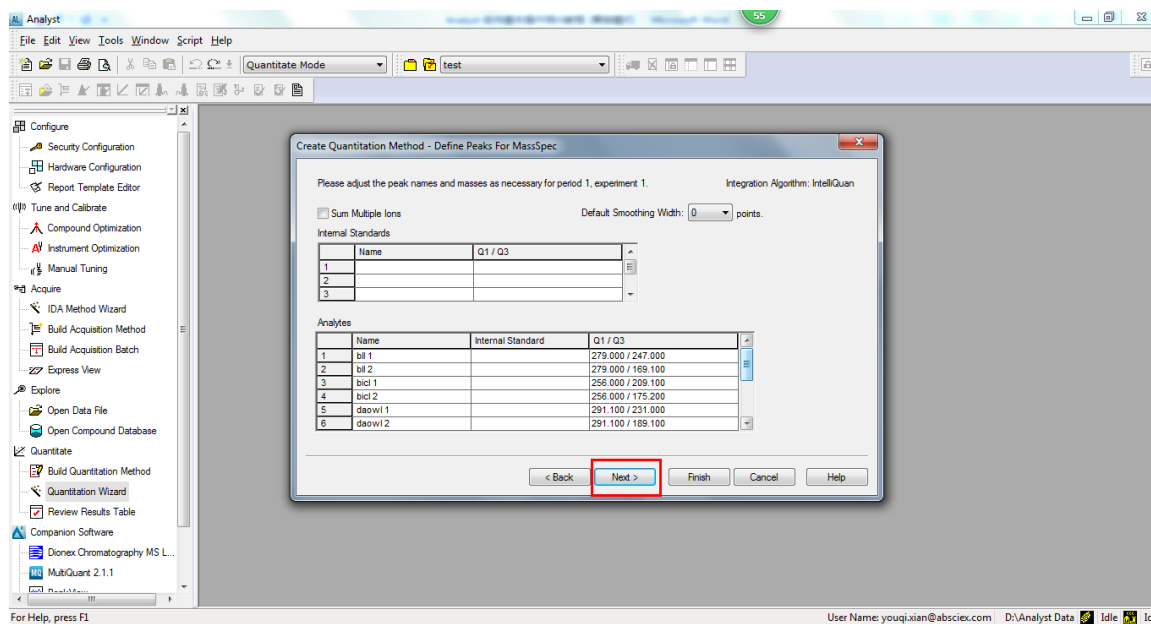 Analyst
55
File Edit View Tools Window Script Help
Quantitate Mode
test
Configure
Security Configuration
Hardware Configuration
Report Template Editor
Tune and Calibrate
Compound Optimization
Instrument Optimization
Manual Tuning
Acquire
IDA Method Wizard
Build Acquisition Method
Build Acquisition Batch
Express View
Explore
Open Data File
Open Compound Database
Quantitate
Build Quantitation Method
Quantitation Wizard
Review Results Table
Companion Software
Dionex Chromatography MS L...
MultiQuant 2.1.1
Create Quantitation Method - Define Peaks For MassSpec
Please adjust the peak names and masses as necessary for period 1, experiment 1. Integration Algorithm: IntelliQuan
Sum Multiple Ions Default Smoothing Width: 0 points.
Internal Standards
Name Q1 / Q3
1
2
3
Analytes
Name Internal Standard Q1 / Q3
1 bll 1 279.000 / 247.000
2 bll 2 279.000 / 169.100
3 bicl 1 256.000 / 209.100
4 bicl 2 256.000 / 175.200
5 daowl 1 291.100 / 231.000
6 daowl 2 291.100 / 189.100
< Back Next > Finish Cancel Help
For Help, press F1 User Name: youqi.xian@absciex.com D:\Analyst Data Idle